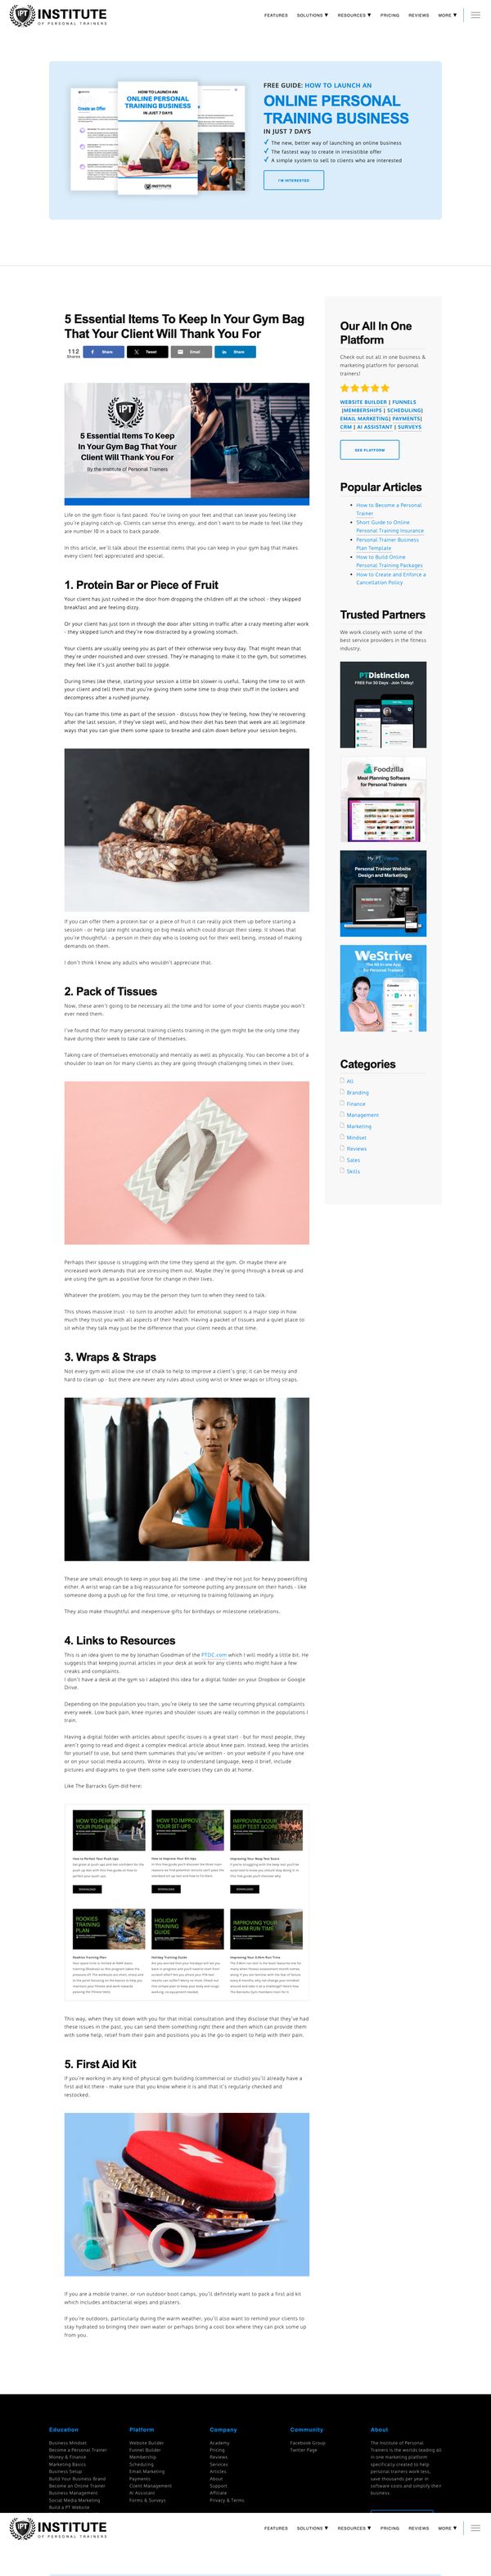 INSTITUTE
OF PERSONAL TRAINERS
FEATURES SOLUTIONS ▼ RESOURCES ▼ PRICING REVIEWS MORE ▼
HOW TO LAUNCH AN
ONLINE PERSONAL
TRAINING BUSINESS
IN JUST 7 DAYS
Create an Offer
FREE GUIDE: HOW TO LAUNCH AN
ONLINE PERSONAL
TRAINING BUSINESS
IN JUST 7 DAYS
The new, better way of launching an online business
The fastest way to create in irresistible offer
A simple system to sell to clients who are interested
I'M INTERESTED
5 Essential Items To Keep In Your Gym Bag
That Your Client Will Thank You For
112
Shares
Share
Tweet
Email
Share
IPT
5 Essential Items To Keep
In Your Gym Bag That Your
Client Will Thank You For
By the Institute of Personal Trainers
Life on the gym floor is fast paced. You're living on your feet and that can leave you feeling like
you're playing catch up. Clients can sense this energy, and some can be made to feel like they
are number 10 in a back to back parade.
In this article, we'll talk about the essential items that you can keep in your gym bag that makes
every client feel appreciated and special.
1. Protein Bar or Piece of Fruit
Your client has just rushed in the door from dropping the children off at the school - they skipped
breakfast and are feeling dizzy.
Or your client has just torn in through the door after sitting in traffic after a crazy meeting after work
- they skipped lunch and they're now distracted by a growling stomach.
Your clients are usually seeing you as part of their otherwise very busy day. That might mean that
they're under nourished and over stressed. They're managing to make it to the gym, but sometimes
they feel like it's just another ball to juggle.
During times like these, starting your session a little bit slower is useful. Taking the time to sit with
your client and tell them that you're giving them some time to drop their stuff in the lockers and
decompress after a rushed journey.
You can frame this time as part of the session - discuss how they're feeling, how they're recovering
after the last session, if they've slept well, and how their diet has been that week are all legitimate
ways that you can give them some space to breathe and calm down before your session begins.
If you can offer them a protein bar or a piece of fruit it can really pick them up before starting a
session - or help late night snacking on big meals which could disrupt their sleep. It shows that
you're thoughtful - a person in their day who is looking out for their well being, instead of making
demands on them.
I don't think I know any adults who wouldn't appreciate that.
2. Pack of Tissues
Now, these aren't going to be necessary all the time and for some of your clients maybe you won't
ever need them.
I've found that for many personal training clients training in the gym might be the only time they
have during their week to take care of themselves.
Taking care of themselves emotionally and mentally as well as physically. You can become a bit of a
shoulder to lean on for many clients as they are going through challenging times in their lives.
Perhaps their spouse is struggling with the time they spend at the gym. Or maybe there are
increased work demands that are stressing them out. Maybe they're going through a break up and
are using the gym as a positive force for change in their lives.
Whatever the problem, you may be the person they turn to when they need to talk.
This shows massive trust - to turn to another adult for emotional support is a major step in how
much they trust you with all aspects of their health. Having a packet of tissues and a quiet place to
sit while they talk may just be the difference that your client needs at that time.
3. Wraps & Straps
Not every gym will allow the use of chalk to help to improve a client's grip; it can be messy and
hard to clean up - but there are never any rules about using wrist or knee wraps or lifting straps.
These are small enough to keep in your bag all the time - and they're not just for heavy powerlifting
either. A wrist wrap can be a big reassurance for someone putting any pressure on their hands - like
someone doing a push up for the first time, or returning to training following an injury.
They also make thoughtful and inexpensive gifts for birthdays or milestone celebrations.
4. Links to Resources
This is an idea given to me by Jonathan Goodman of the PTDC.com which I will modify a little bit. He
suggests that keeping journal articles in your desk at work for any clients who might have a few
creaks and complaints.
I don't have a desk at the gym so I adapted this idea for a digital folder on your Dropbox or Google
Drive.
Depending on the population you train, you're likely to see the same recurring physical complaints
every week. Low back pain, knee injuries and shoulder issues are really common in the populations I
train.
Having a digital folder with articles about specific issues is a great start - but for most people, they
aren't going to read and digest a complex medical article about knee pain. Instead, keep the articles
for yourself to use, but send them summaries that you've written - on your website if you have one
or on your social media accounts. Write in easy to understand language, keep it brief, include
pictures and diagrams to give them some safe exercises they can do at home.
Like The Barracks Gym did here:
HOW TO PERFECT YOUR PUSH UPS
HOW TO IMPROVE YOUR SIT-UPS
IMPROVING YOUR BEEP TEST SCORE
How to Perfect Your Push Ups
How to Improve Your Sit Ups
Improving Your Beep Test Score
ROOKIES TRAINING PLAN
HOLIDAY TRAINING GUIDE
IMPROVING YOUR 2.4KM RUN TIME
Rookies Training Plan
Holiday Training Guide
Improving Your 2.4km Run Time
This way, when they sit down with you for that initial consultation and they disclose that they've had
these issues in the past, you can send them something right there and then which can provide them
with some help, relief from their pain and positions you as the go-to expert to help with their pain.
5. First Aid Kit
If you're working in any kind of physical gym building (commercial or studio) you'll already have a
first aid kit there - make sure that you know where it is and that it's regularly checked and
restocked.
If you are a mobile trainer, or run outdoor boot camps, you'll definitely want to pack a first aid kit
which includes antibacterial wipes and plasters.
If you're outdoors, particularly during the warm weather, you'll also want to remind your clients to
stay hydrated so bringing their own water or perhaps bring a cool box where they can pick some up
from you.
Our All In One
Platform
Check out out all in one business &
marketing platform for personal
trainers!
WEBSITE BUILDER | FUNNELS
|MEMBERSHIPS | SCHEDULING|
EMAIL MARKETING| PAYMENTS|
CRM | AI ASSISTANT | SURVEYS
SEE PLATFORM
Popular Articles
How to Become a Personal
Trainer
Short Guide to Online
Personal Training Insurance
Personal Trainer Business
Plan Template
How to Build Online
Personal Training Packages
How to Create and Enforce a
Cancellation Policy
Trusted Partners
We work closely with some of the
best service providers in the fitness
industry.
PTDistinction
FREE for 30 Days - Join Today!
Foodzilla
Meal Planning Software
for Personal Trainers
My PT
Personal Trainer Website
Design and Marketing
WeStrive
The All-in-one App
For Personal Trainers
Calendar
Categories
All
Branding
Finance
Management
Marketing
Mindset
Reviews
Sales
Skills
Education
Business Mindset
Become a Personal Trainer
Money & Finance
Marketing Basics
Business Setup
Build Your Business Brand
Become an Online Trainer
Business Management
Social Media Marketing
Build a PT Website
Platform
Website Builder
Funnel Builder
Membership
Scheduling
Email Marketing
Payments
Client Management
AI Assistant
Forms & Surveys
Company
Academy
Pricing
Reviews
Services
Articles
About
Support
Affiliate
Privacy & Terms
Community
Facebook Group
Twitter Page
About
The Institute of Personal
Trainers is the worlds leading all
in one marketing platform
specifically created to help
personal trainers work less,
save thousands per year in
software costs and simplify their
business.
INSTITUTE
OF PERSONAL TRAINERS
FEATURES SOLUTIONS ▼ RESOURCES ▼ PRICING REVIEWS MORE ▼